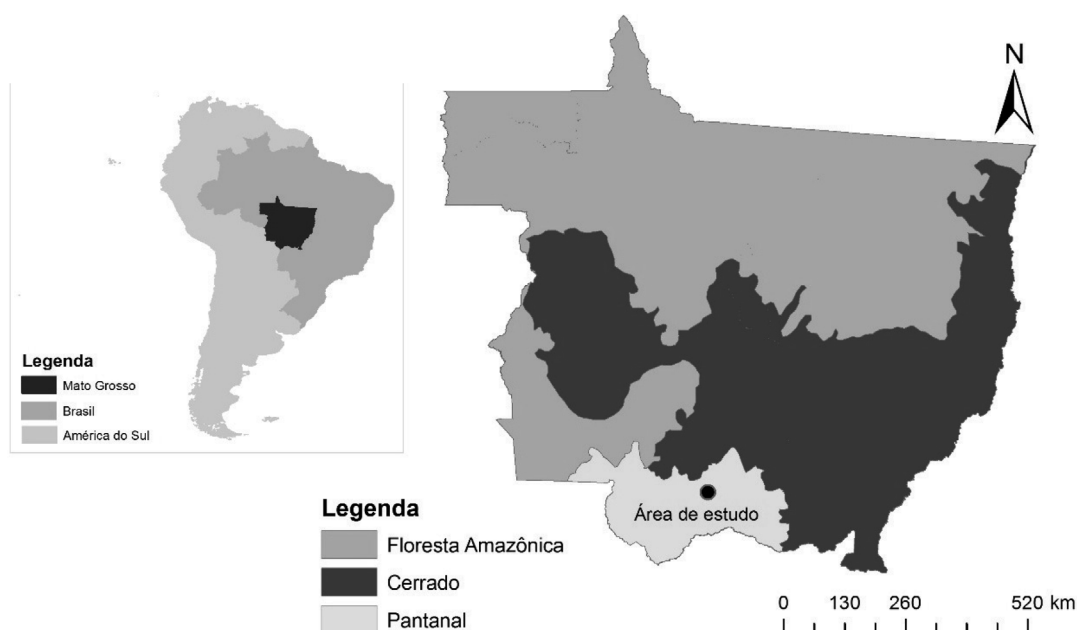 Legenda
Mato Grosso
Brasil
América do Sul
N
Área de estudo
Legenda
Floresta Amazônica
Cerrado
Pantanal
0 130 260 520 km